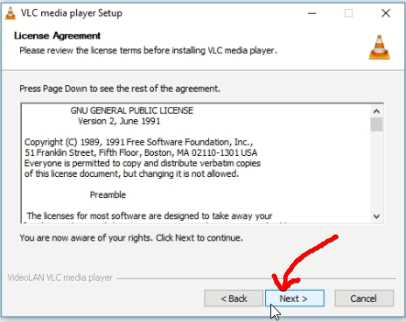 VLC media player Setup
License Agreement
Please review the license terms before installing VLC media player.
Press Page Down to see the rest of the agreement.
GNU GENERAL PUBLIC LICENSE
Version 2, June 1991
Copyright (C) 1989, 1991 Free Software Foundation, Inc.,
51 Franklin Street, Fifth Floor, Boston, MA 02110-1301 USA
Everyone is permitted to copy and distribute verbatim copies
of this license document, but changing it is not allowed.
Preamble
The licenses for most software are designed to take away your
You are now aware of your rights. Click Next to continue.
VideoLAN VLC media player
< Back
Next >
Cancel